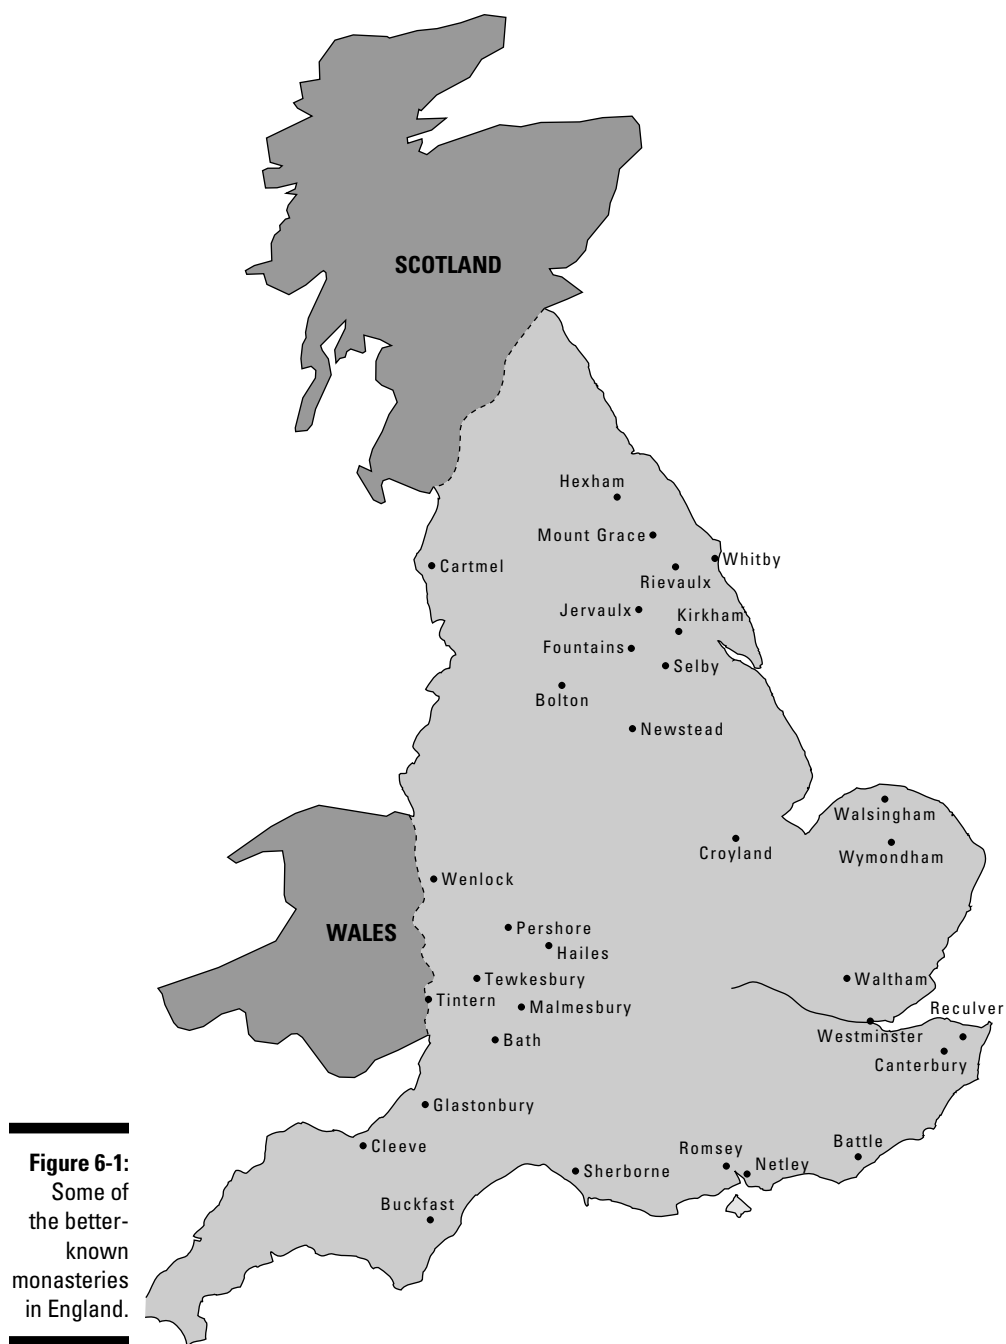 SCOTLAND
Hexham
Mount Grace
Whitby
Cartmel
Rievaulx
Jervaulx
Kirkham
Fountains
Selby
Bolton
Newstead
Walsingham
Croyland
Wymondham
Wenlock
WALES
Pershore
Hailes
Tewkesbury
Waltham
Tintern
Malmesbury
Reculver
Westminster
Bath
Canterbury
Glastonbury
Cleeve
Battle
Romsey
Netley
Sherborne
Buckfast
Figure 6-1:
Some of
the better-
known
monasteries
in England.